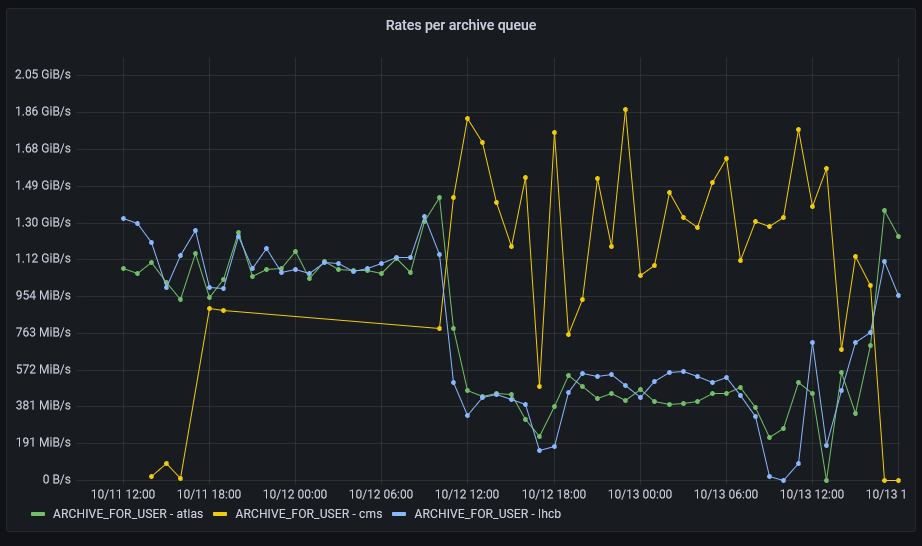 Rates per archive queue
2.05 GiB/s
1.86 GiB/s
1.68 GiB/s
1.49 GiB/s
1.30 GiB/s
1.12 GiB/s
954 MiB/s
763 MiB/s
572 MiB/s
381 MiB/s
191 MiB/s
0 B/s
10/11 12:00 10/11 18:00 10/12 00:00 10/12 06:00 10/12 12:00 10/12 18:00 10/13 00:00 10/13 06:00 10/13 12:00 10/13 1
ARCHIVE_FOR_USER - atlas ARCHIVE_FOR_USER - cms ARCHIVE_FOR_USER - lhcb